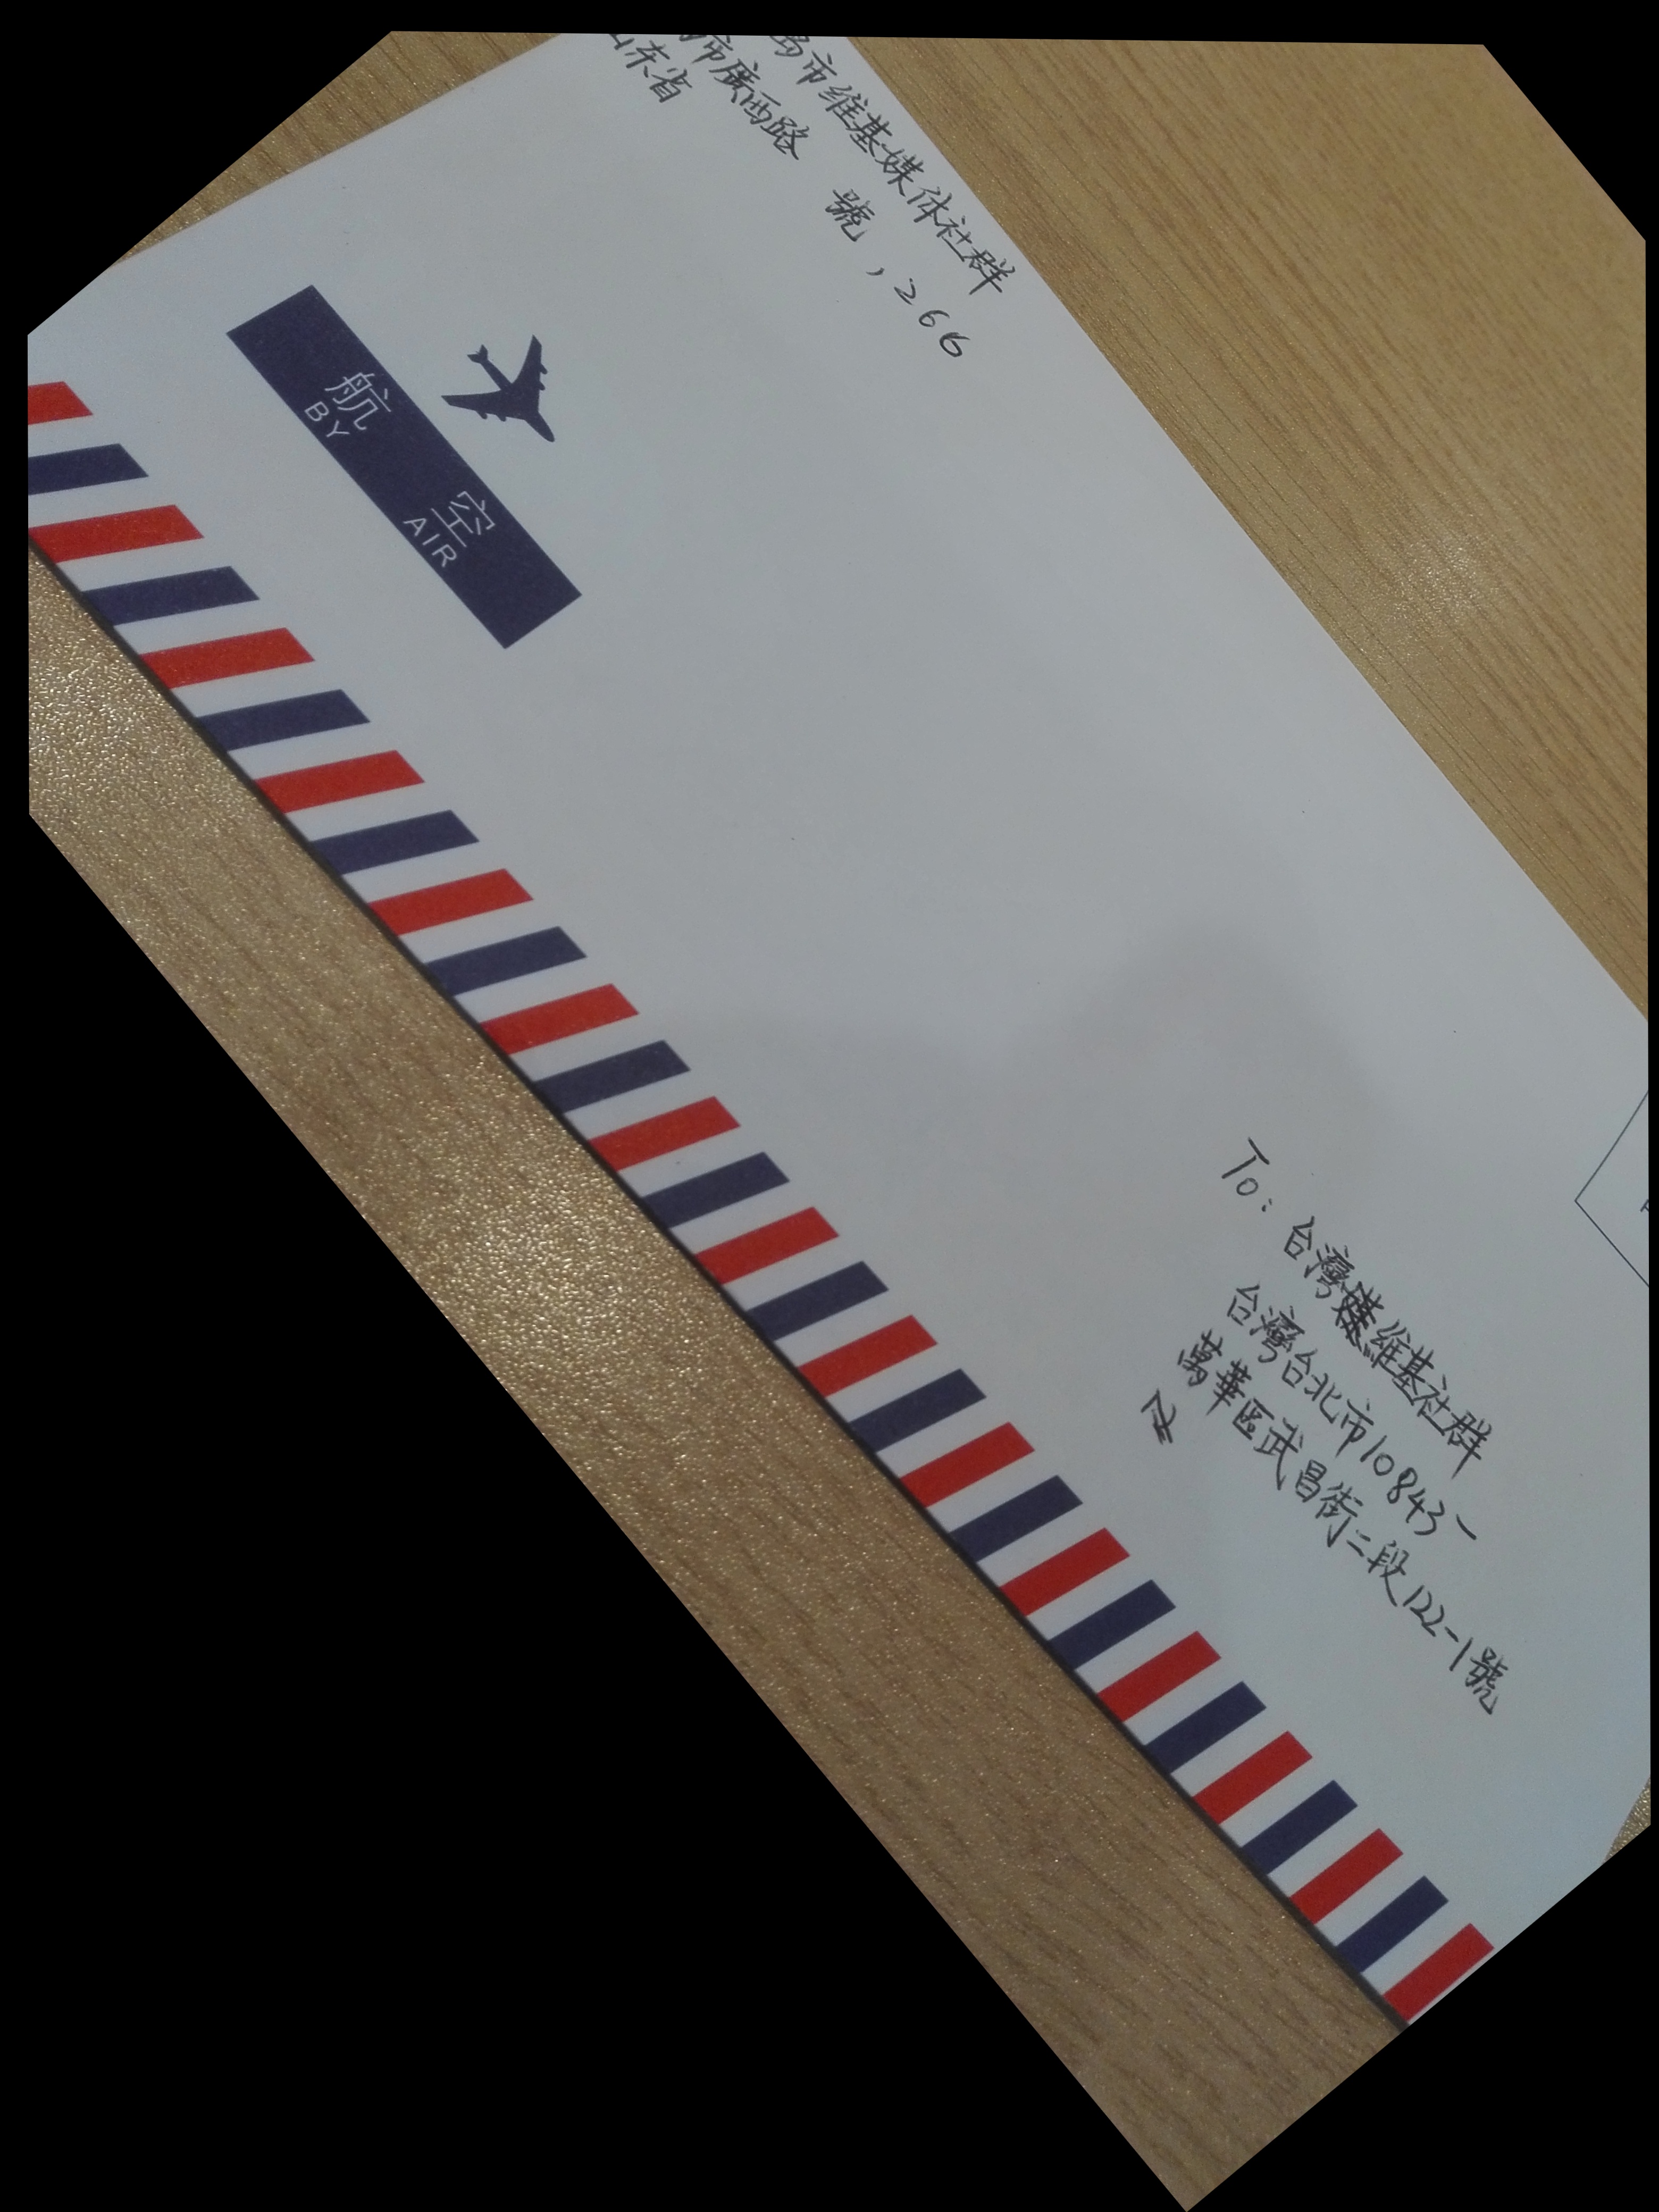 島市维基媒体社群
市廣西路 號,266
山东省
航 空
BY AIR
To: 台灣維基社群
台灣台北市10843-
萬華區武昌街二段122-1號